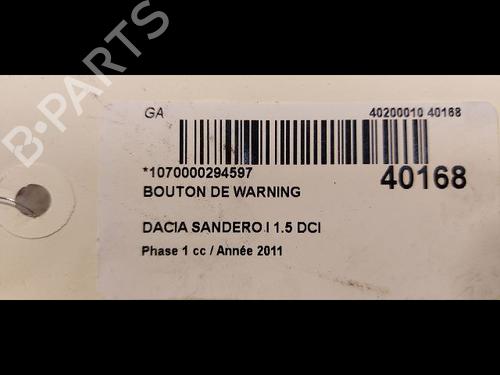 GA
40200010 40168
*1070000294597
40168
BOUTON DE WARNING
DACIA SANDERO I 1.5 DCI
Phase 1 cc / Année 2011
B-PARTS